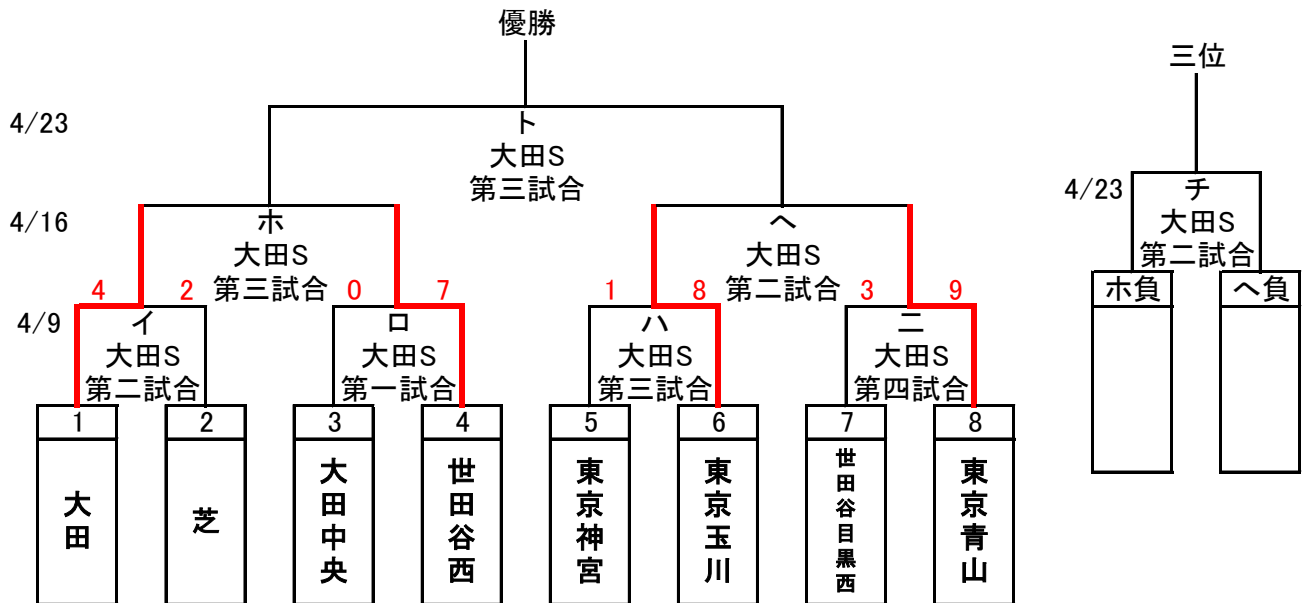 優勝
三位
4/23
ト
大田S
第三試合
4/23
チ
大田S
第二試合
4/16
ホ
大田S
第三試合
ヘ
大田S
第二試合
ホ負
ヘ負
4 2
0 7
1 8
3 9
4/9
イ
大田S
第二試合
ロ
大田S
第一試合
ハ
大田S
第三試合
ニ
大田S
第四試合
1
大田
2
芝
3
大田中央
4
世田谷西
5
東京神宮
6
東京玉川
7
世田谷目黒西
8
東京青山